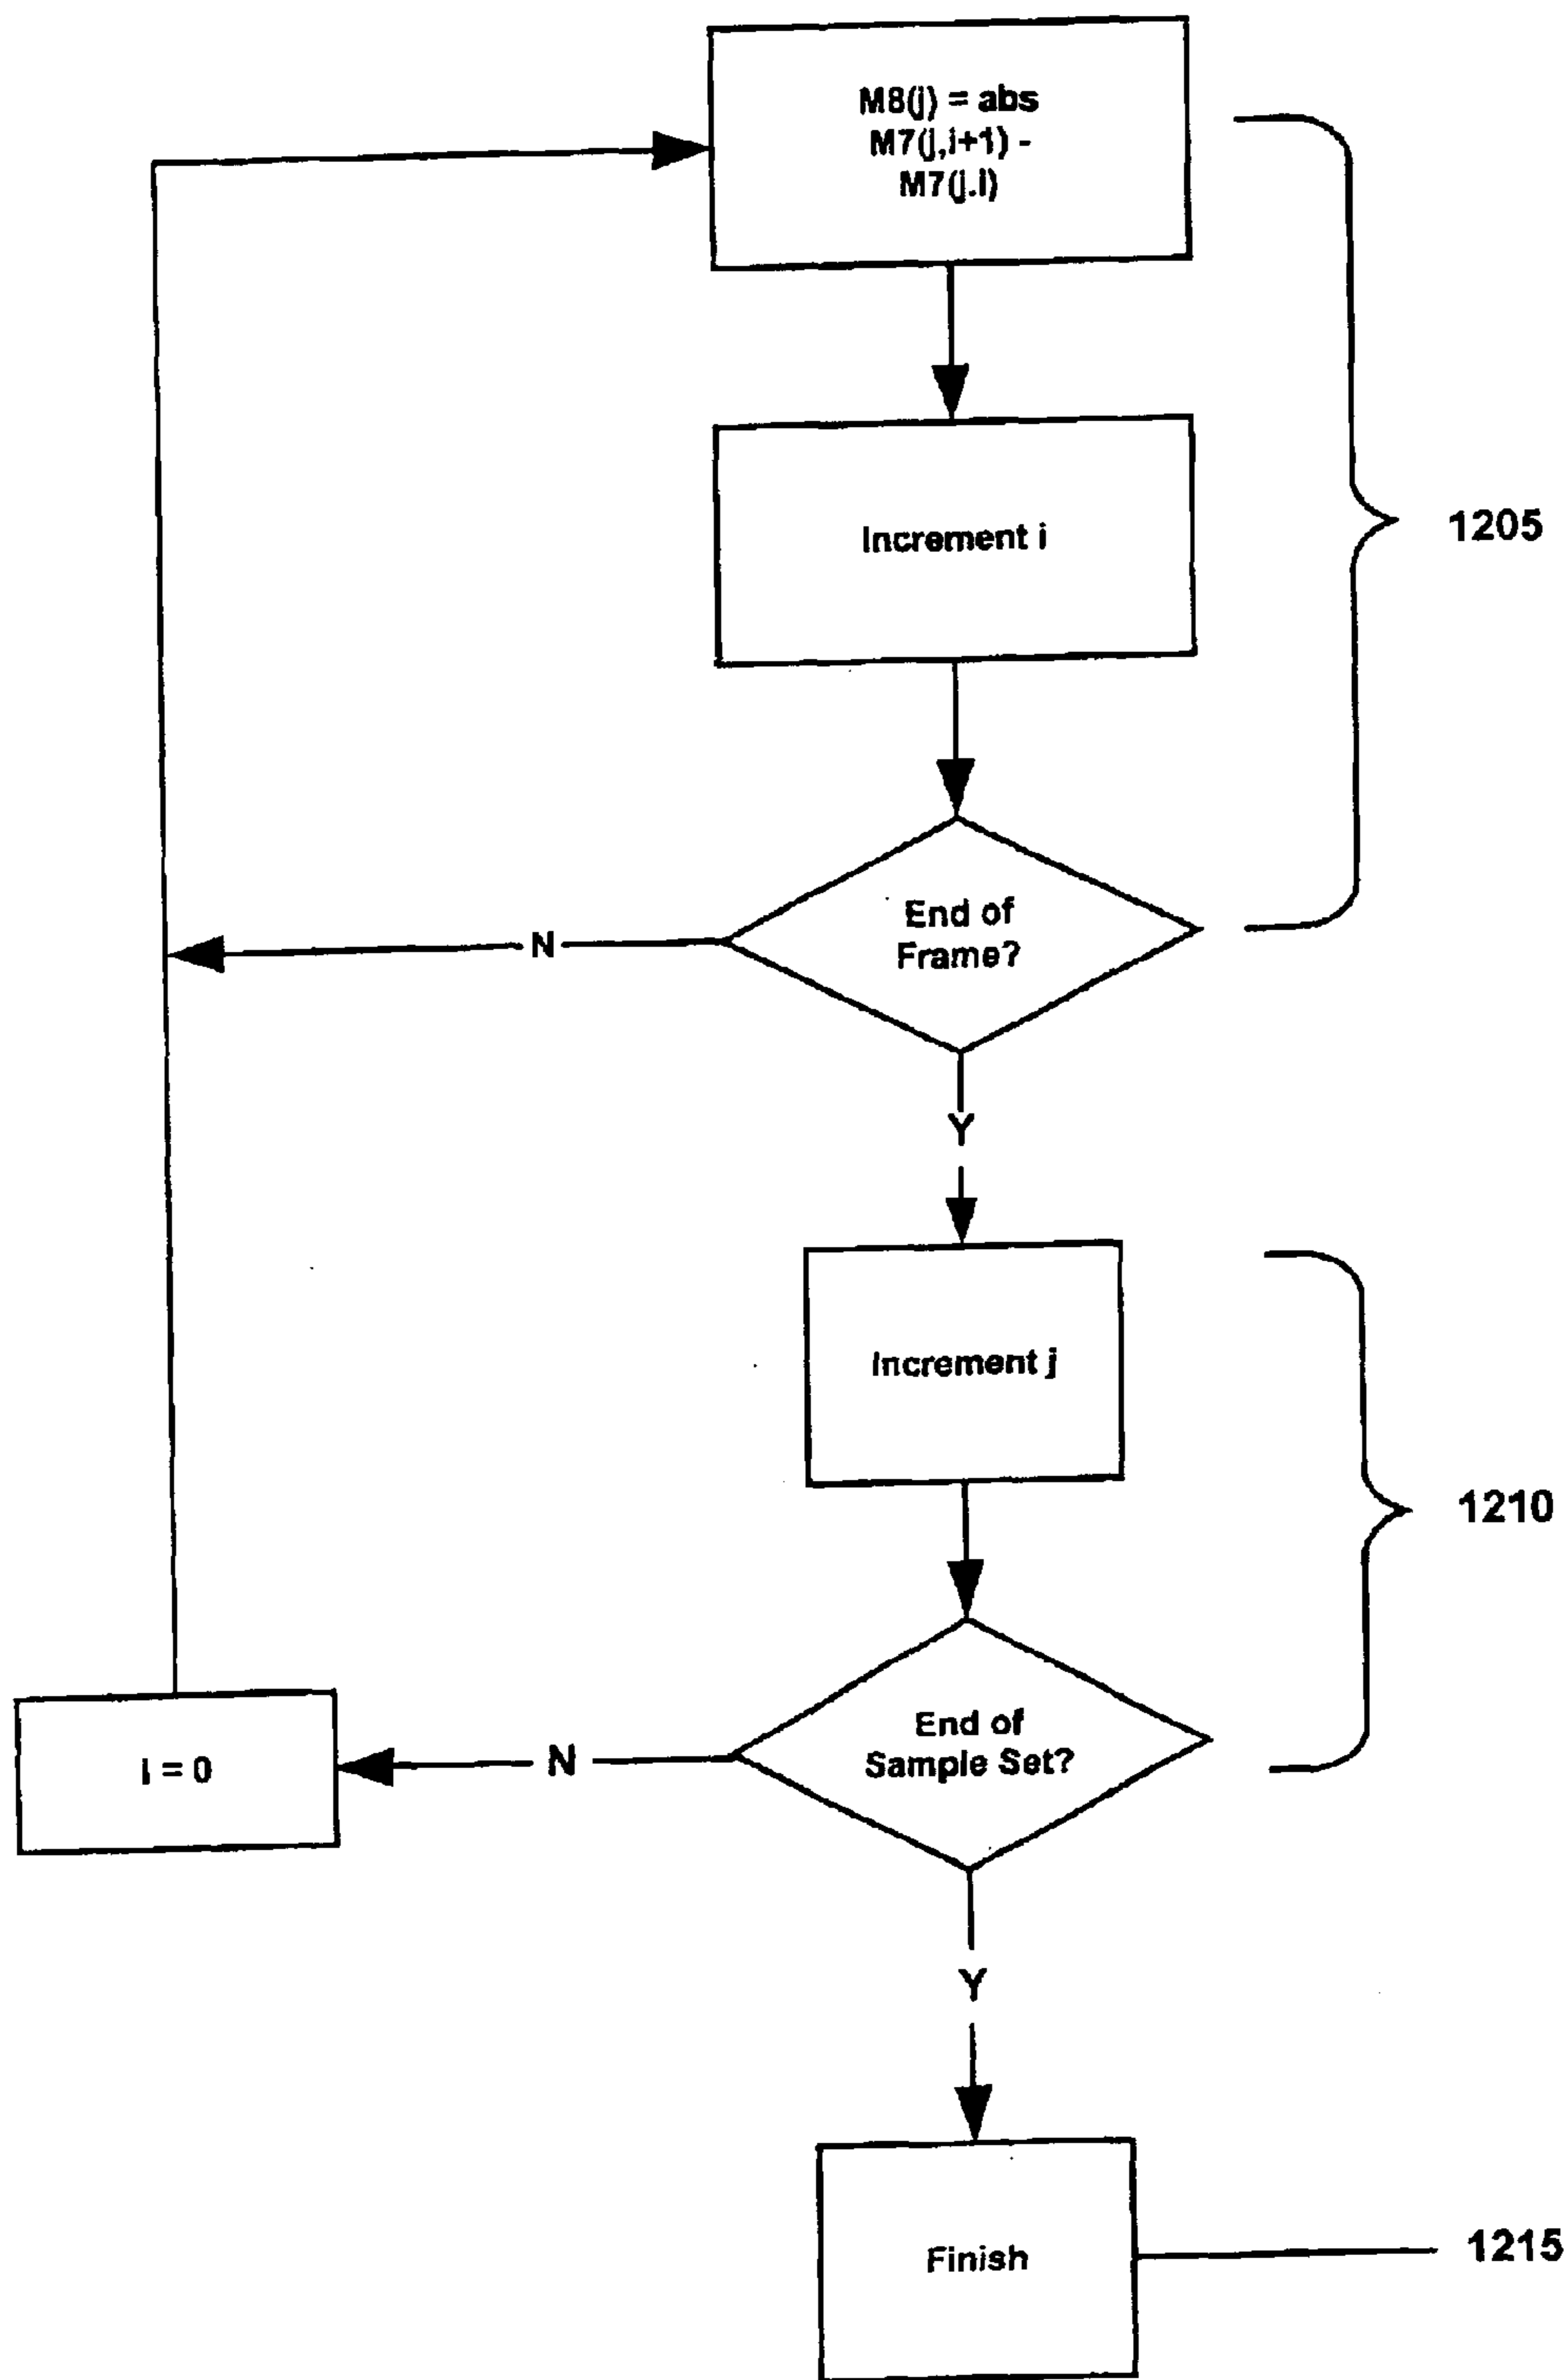 M8(j) = abs
M7(j,i+1) -
M7(j.i)
Increment i
1205
End of
Frame?
N
Y
Increment j
1210
End of
Sample Set?
N
i = 0
Y
Finish
1215